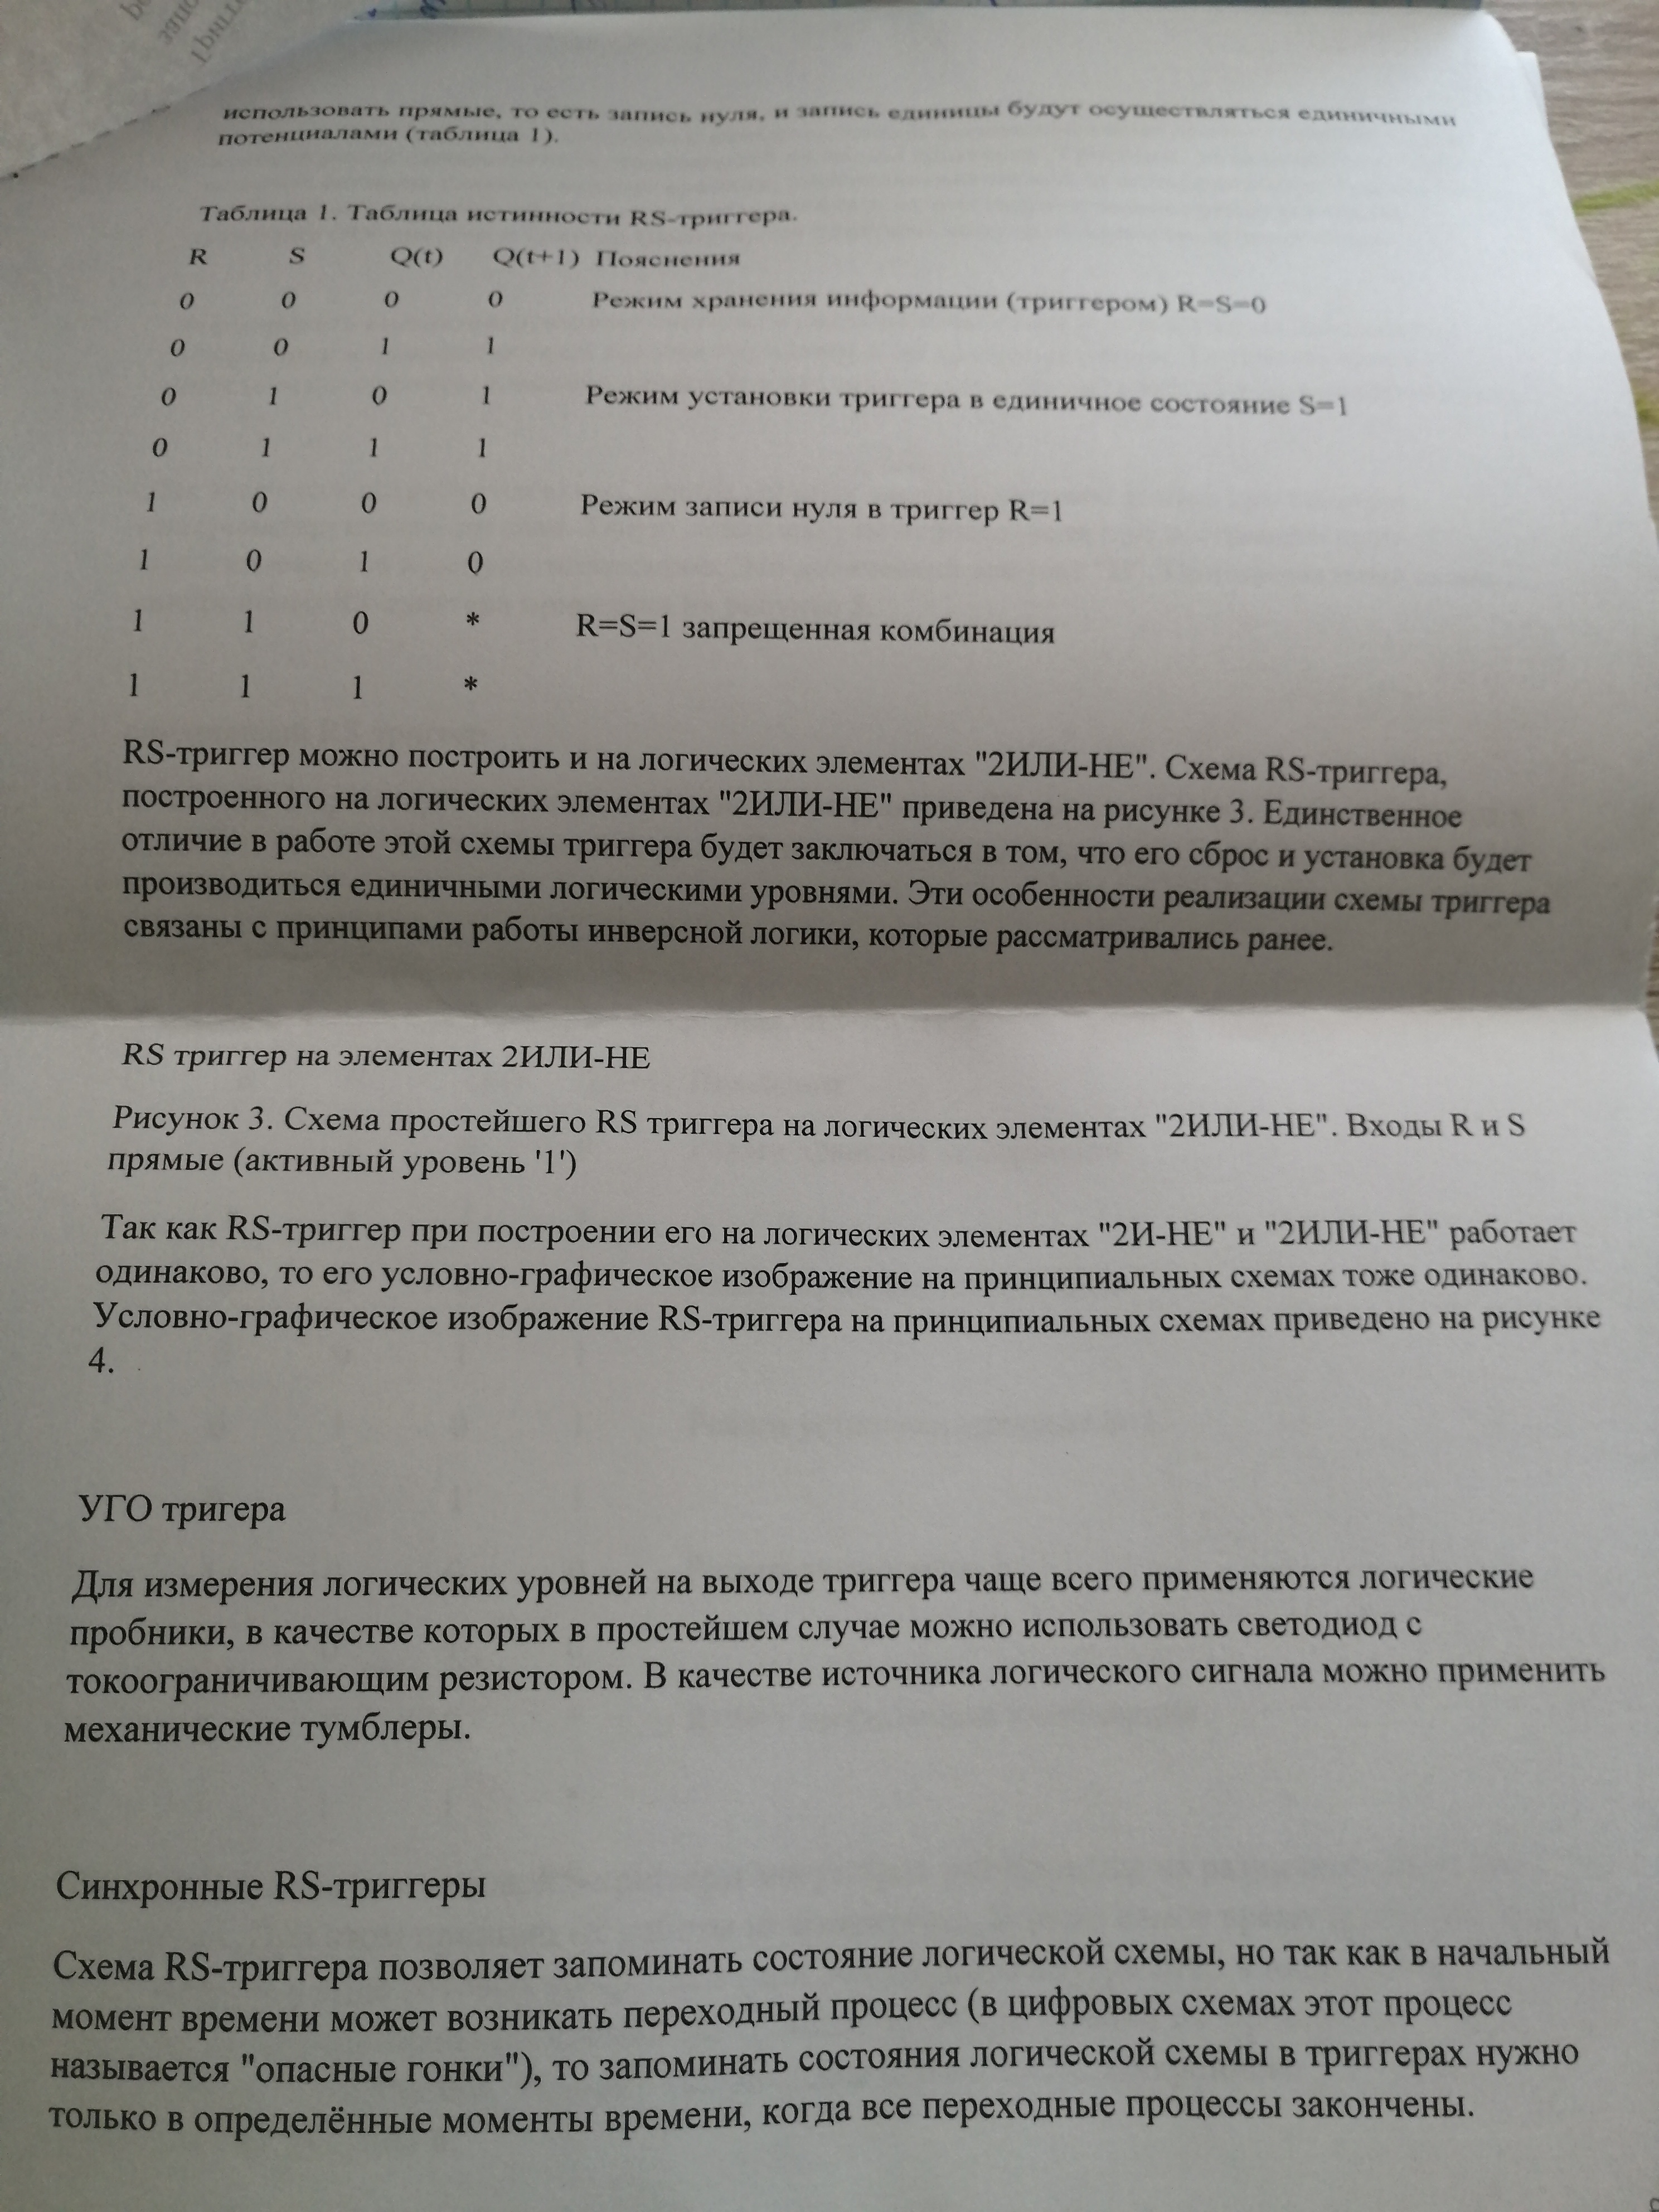 использовать прямые, то есть запись нуля, и запись единицы будут осуществляться единичными
потенциалами (таблица 1).
Таблица 1. Таблица истинности RS-триггера.
R S Q(t) Q(t+1) Пояснения
0 0 0 0 Режим хранения информации (триггером) R=S=0
0 0 1 1
0 1 0 1 Режим установки триггера в единичное состояние S=1
0 1 1 1
1 0 0 0 Режим записи нуля в триггер R=1
1 0 1 0
1 1 0 * R=S=1 запрещенная комбинация
1 1 1 *
RS-триггер можно построить и на логических элементах "2ИЛИ-НЕ". Схема RS-триггера,
построенного на логических элементах "2ИЛИ-НЕ" приведена на рисунке 3. Единственное
отличие в работе этой схемы триггера будет заключаться в том, что его сброс и установка будет
производиться единичными логическими уровнями. Эти особенности реализации схемы триггера
связаны с принципами работы инверсной логики, которые рассматривались ранее.
RS триггер на элементах 2ИЛИ-НЕ
Рисунок 3. Схема простейшего RS триггера на логических элементах "2ИЛИ-НЕ". Входы R и S
прямые (активный уровень '1')
Так как RS-триггер при построении его на логических элементах "2И-НЕ" и "2ИЛИ-НЕ" работает
одинаково, то его условно-графическое изображение на принципиальных схемах тоже одинаково.
Условно-графическое изображение RS-триггера на принципиальных схемах приведено на рисунке
4.
УГО тригера
Для измерения логических уровней на выходе триггера чаще всего применяются логические
пробники, в качестве которых в простейшем случае можно использовать светодиод с
токоограничивающим резистором. В качестве источника логического сигнала можно применить
механические тумблеры.
Синхронные RS-триггеры
Схема RS-триггера позволяет запоминать состояние логической схемы, но так как в начальный
момент времени может возникать переходный процесс (в цифровых схемах этот процесс
называется "опасные гонки"), то запоминать состояния логической схемы в триггерах нужно
только в определённые моменты времени, когда все переходные процессы закончены.